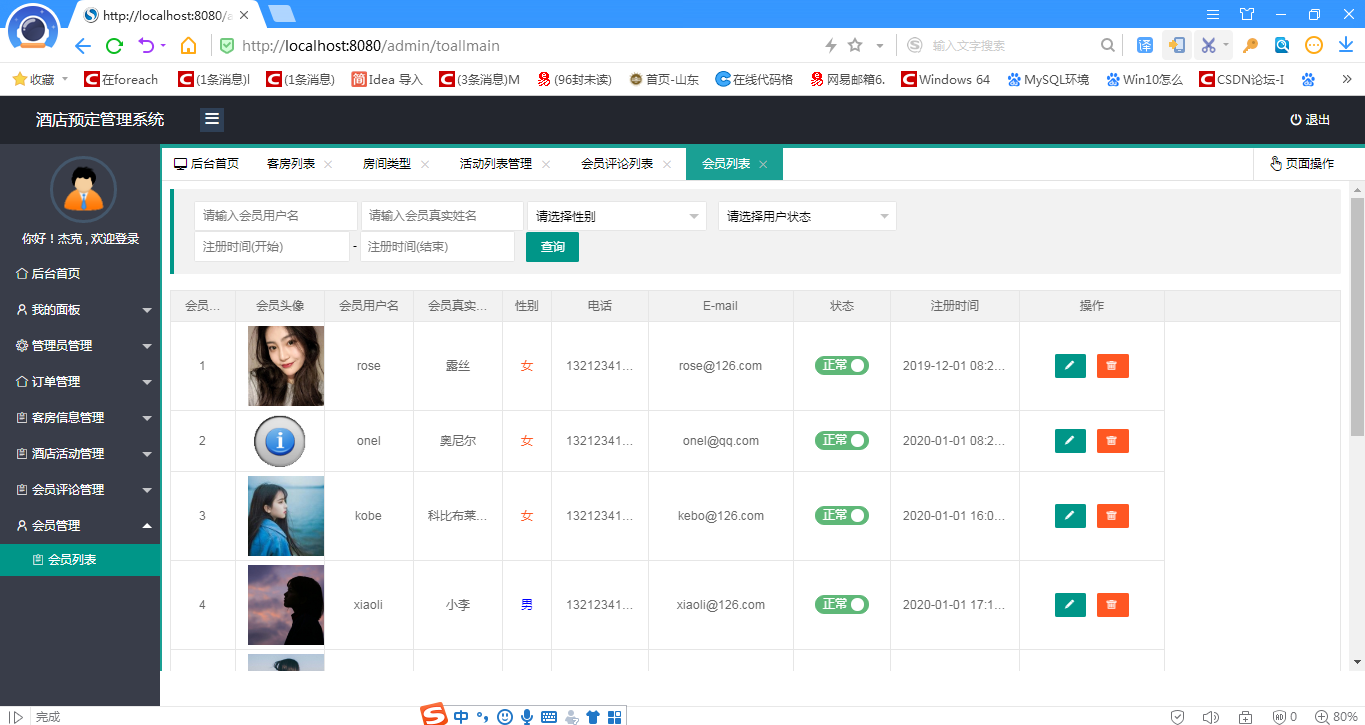 http://localhost:8080/a
http://localhost:8080/admin/toallmain
输入文字搜索
译
收藏 在foreach (1条消息)I (1条消息) 简 Idea 导入 (3条消息)M (96封未读) 首页-山东 在线代码格 网易邮箱6. Windows 64 MySQL环境 Win10怎么 CSDN论坛-I »
酒店预定管理系统
退出
后台首页 客房列表 房间类型 活动列表管理 会员评论列表 会员列表 页面操作
你好！杰克 , 欢迎登录
后台首页
我的面板
管理员管理
订单管理
客房信息管理
酒店活动管理
会员评论管理
会员管理
会员列表
请输入会员用户名 请输入会员真实姓名 请选择性别 请选择用户状态
注册时间(开始) - 注册时间(结束) 查询
会员... 会员头像 会员用户名 会员真实... 性别 电话 E-mail 状态 注册时间 操作
1 rose 露丝 女 13212341... rose@126.com 正常 2019-12-01 08:2...
2 onel 奥尼尔 女 13212341... onel@qq.com 正常 2020-01-01 08:2...
3 kobe 科比布莱... 女 13212341... kebo@126.com 正常 2020-01-01 16:0...
4 xiaoli 小李 男 13212341... xiaoli@126.com 正常 2020-01-01 17:1...
完成
中
0
80%